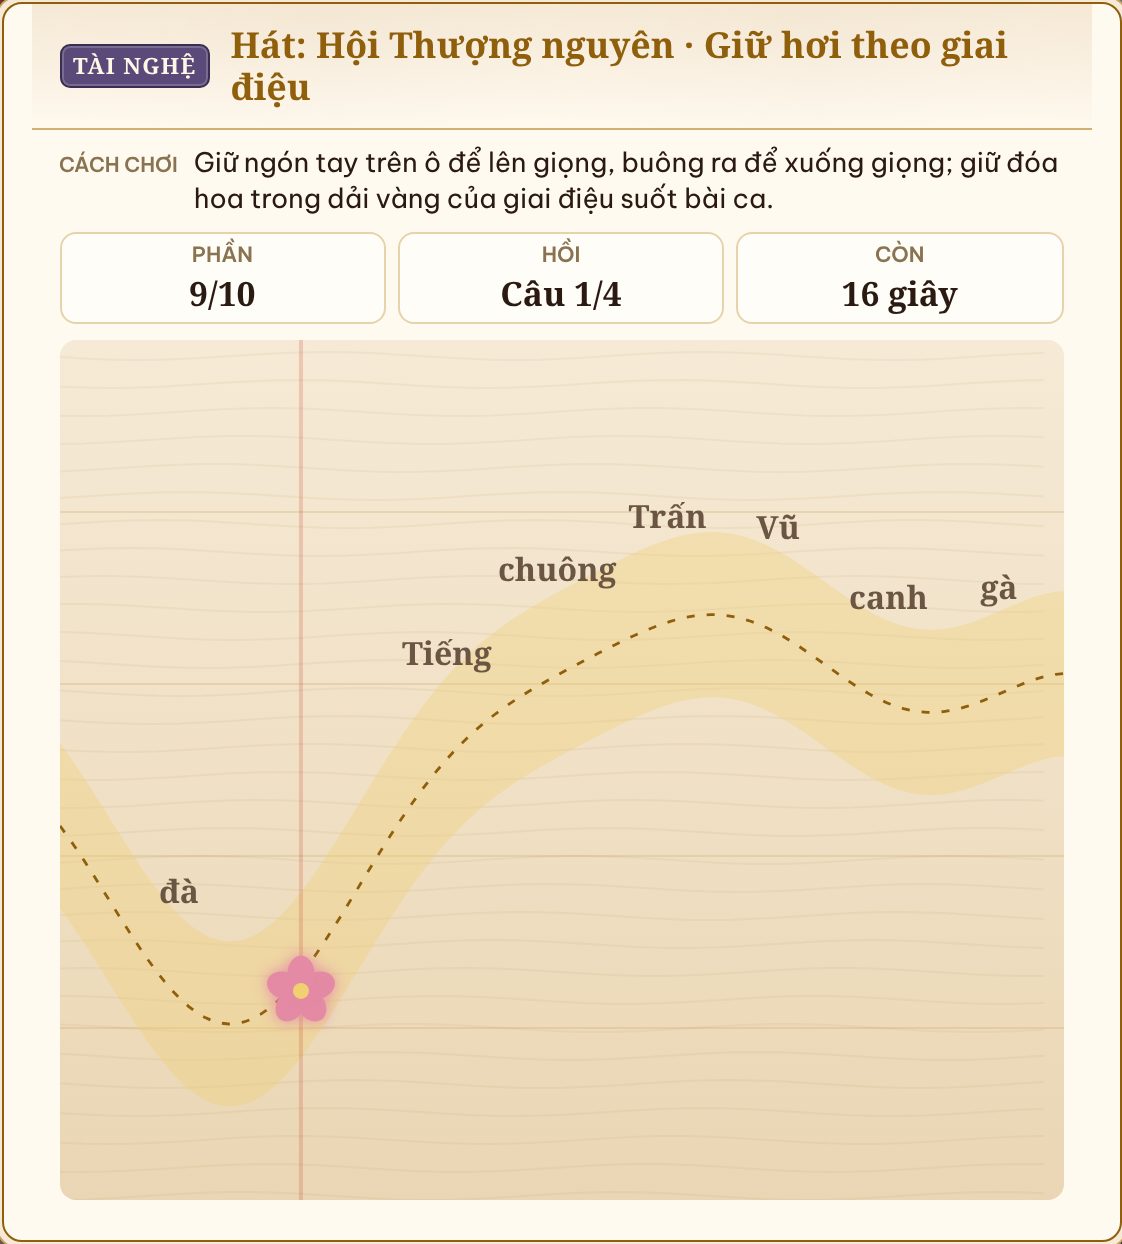 TÀI NGHỆ
Hát: Hội Thượng nguyên · Giữ hơi theo giai
điệu
CÁCH CHƠI
Giữ ngón tay trên ô để lên giọng, buông ra để xuống giọng; giữ đóa
hoa trong dải vàng của giai điệu suốt bài ca.
PHẦN
9/10
HỒI
Câu 1/4
CÒN
16 giây
đà
Tiếng
chuông
Trấn
Vũ
canh
gà